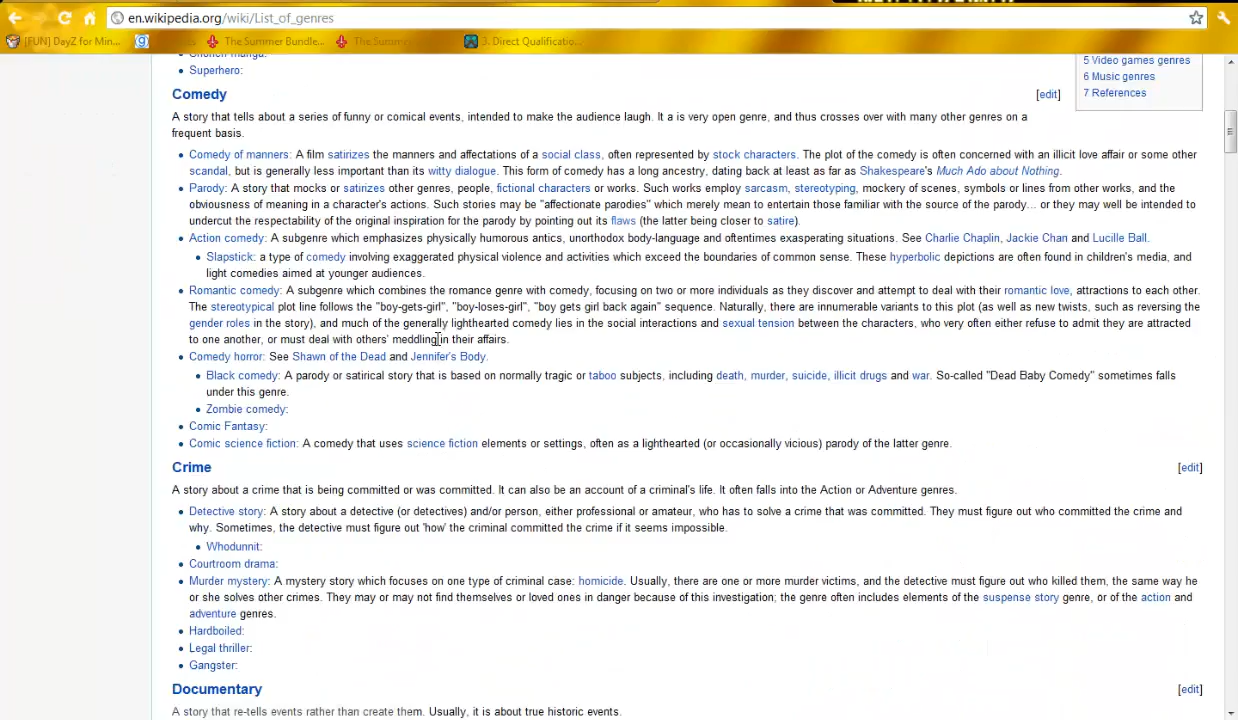 en.wikipedia.org/wiki/List_of_genres
[FUN] DayZ for Min...
The Summer Bundle...
The Summ
3. Direct Qualificatio...
Superhero:
5 Video games genres
6 Music genres
7 References
Comedy [edit]
A story that tells about a series of funny or comical events, intended to make the audience laugh. It a is very open genre, and thus crosses over with many other genres on a
frequent basis.
Comedy of manners: A film satirizes the manners and affectations of a social class, often represented by stock characters. The plot of the comedy is often concerned with an illicit love affair or some other
scandal, but is generally less important than its witty dialogue. This form of comedy has a long ancestry, dating back at least as far as Shakespeare's Much Ado about Nothing.
Parody: A story that mocks or satirizes other genres, people, fictional characters or works. Such works employ sarcasm, stereotyping, mockery of scenes, symbols or lines from other works, and the
obviousness of meaning in a character's actions. Such stories may be "affectionate parodies" which merely mean to entertain those familiar with the source of the parody... or they may well be intended to
undercut the respectability of the original inspiration for the parody by pointing out its flaws (the latter being closer to satire).
Action comedy: A subgenre which emphasizes physically humorous antics, unorthodox body-language and oftentimes exasperating situations. See Charlie Chaplin, Jackie Chan and Lucille Ball.
Slapstick: a type of comedy involving exaggerated physical violence and activities which exceed the boundaries of common sense. These hyperbolic depictions are often found in children's media, and
light comedies aimed at younger audiences.
Romantic comedy: A subgenre which combines the romance genre with comedy, focusing on two or more individuals as they discover and attempt to deal with their romantic love, attractions to each other.
The stereotypical plot line follows the "boy-gets-girl", "boy-loses-girl", "boy gets girl back again" sequence. Naturally, there are innumerable variants to this plot (as well as new twists, such as reversing the
gender roles in the story), and much of the generally lighthearted comedy lies in the social interactions and sexual tension between the characters, who very often either refuse to admit they are attracted
to one another, or must deal with others' meddling in their affairs.
Comedy horror: See Shawn of the Dead and Jennifer's Body.
Black comedy: A parody or satirical story that is based on normally tragic or taboo subjects, including death, murder, suicide, illicit drugs and war. So-called "Dead Baby Comedy" sometimes falls
under this genre.
Zombie comedy:
Comic Fantasy:
Comic science fiction: A comedy that uses science fiction elements or settings, often as a lighthearted (or occasionally vicious) parody of the latter genre.
Crime [edit]
A story about a crime that is being committed or was committed. It can also be an account of a criminal's life. It often falls into the Action or Adventure genres.
Detective story: A story about a detective (or detectives) and/or person, either professional or amateur, who has to solve a crime that was committed. They must figure out who committed the crime and
why. Sometimes, the detective must figure out 'how' the criminal committed the crime if it seems impossible.
Whodunnit:
Courtroom drama:
Murder mystery: A mystery story which focuses on one type of criminal case: homicide. Usually, there are one or more murder victims, and the detective must figure out who killed them, the same way he
or she solves other crimes. They may or may not find themselves or loved ones in danger because of this investigation; the genre often includes elements of the suspense story genre, or of the action and
adventure genres.
Hardboiled:
Legal thriller:
Gangster:
Documentary [edit]
A story that re-tells events rather than create them. Usually, it is about true historic events.